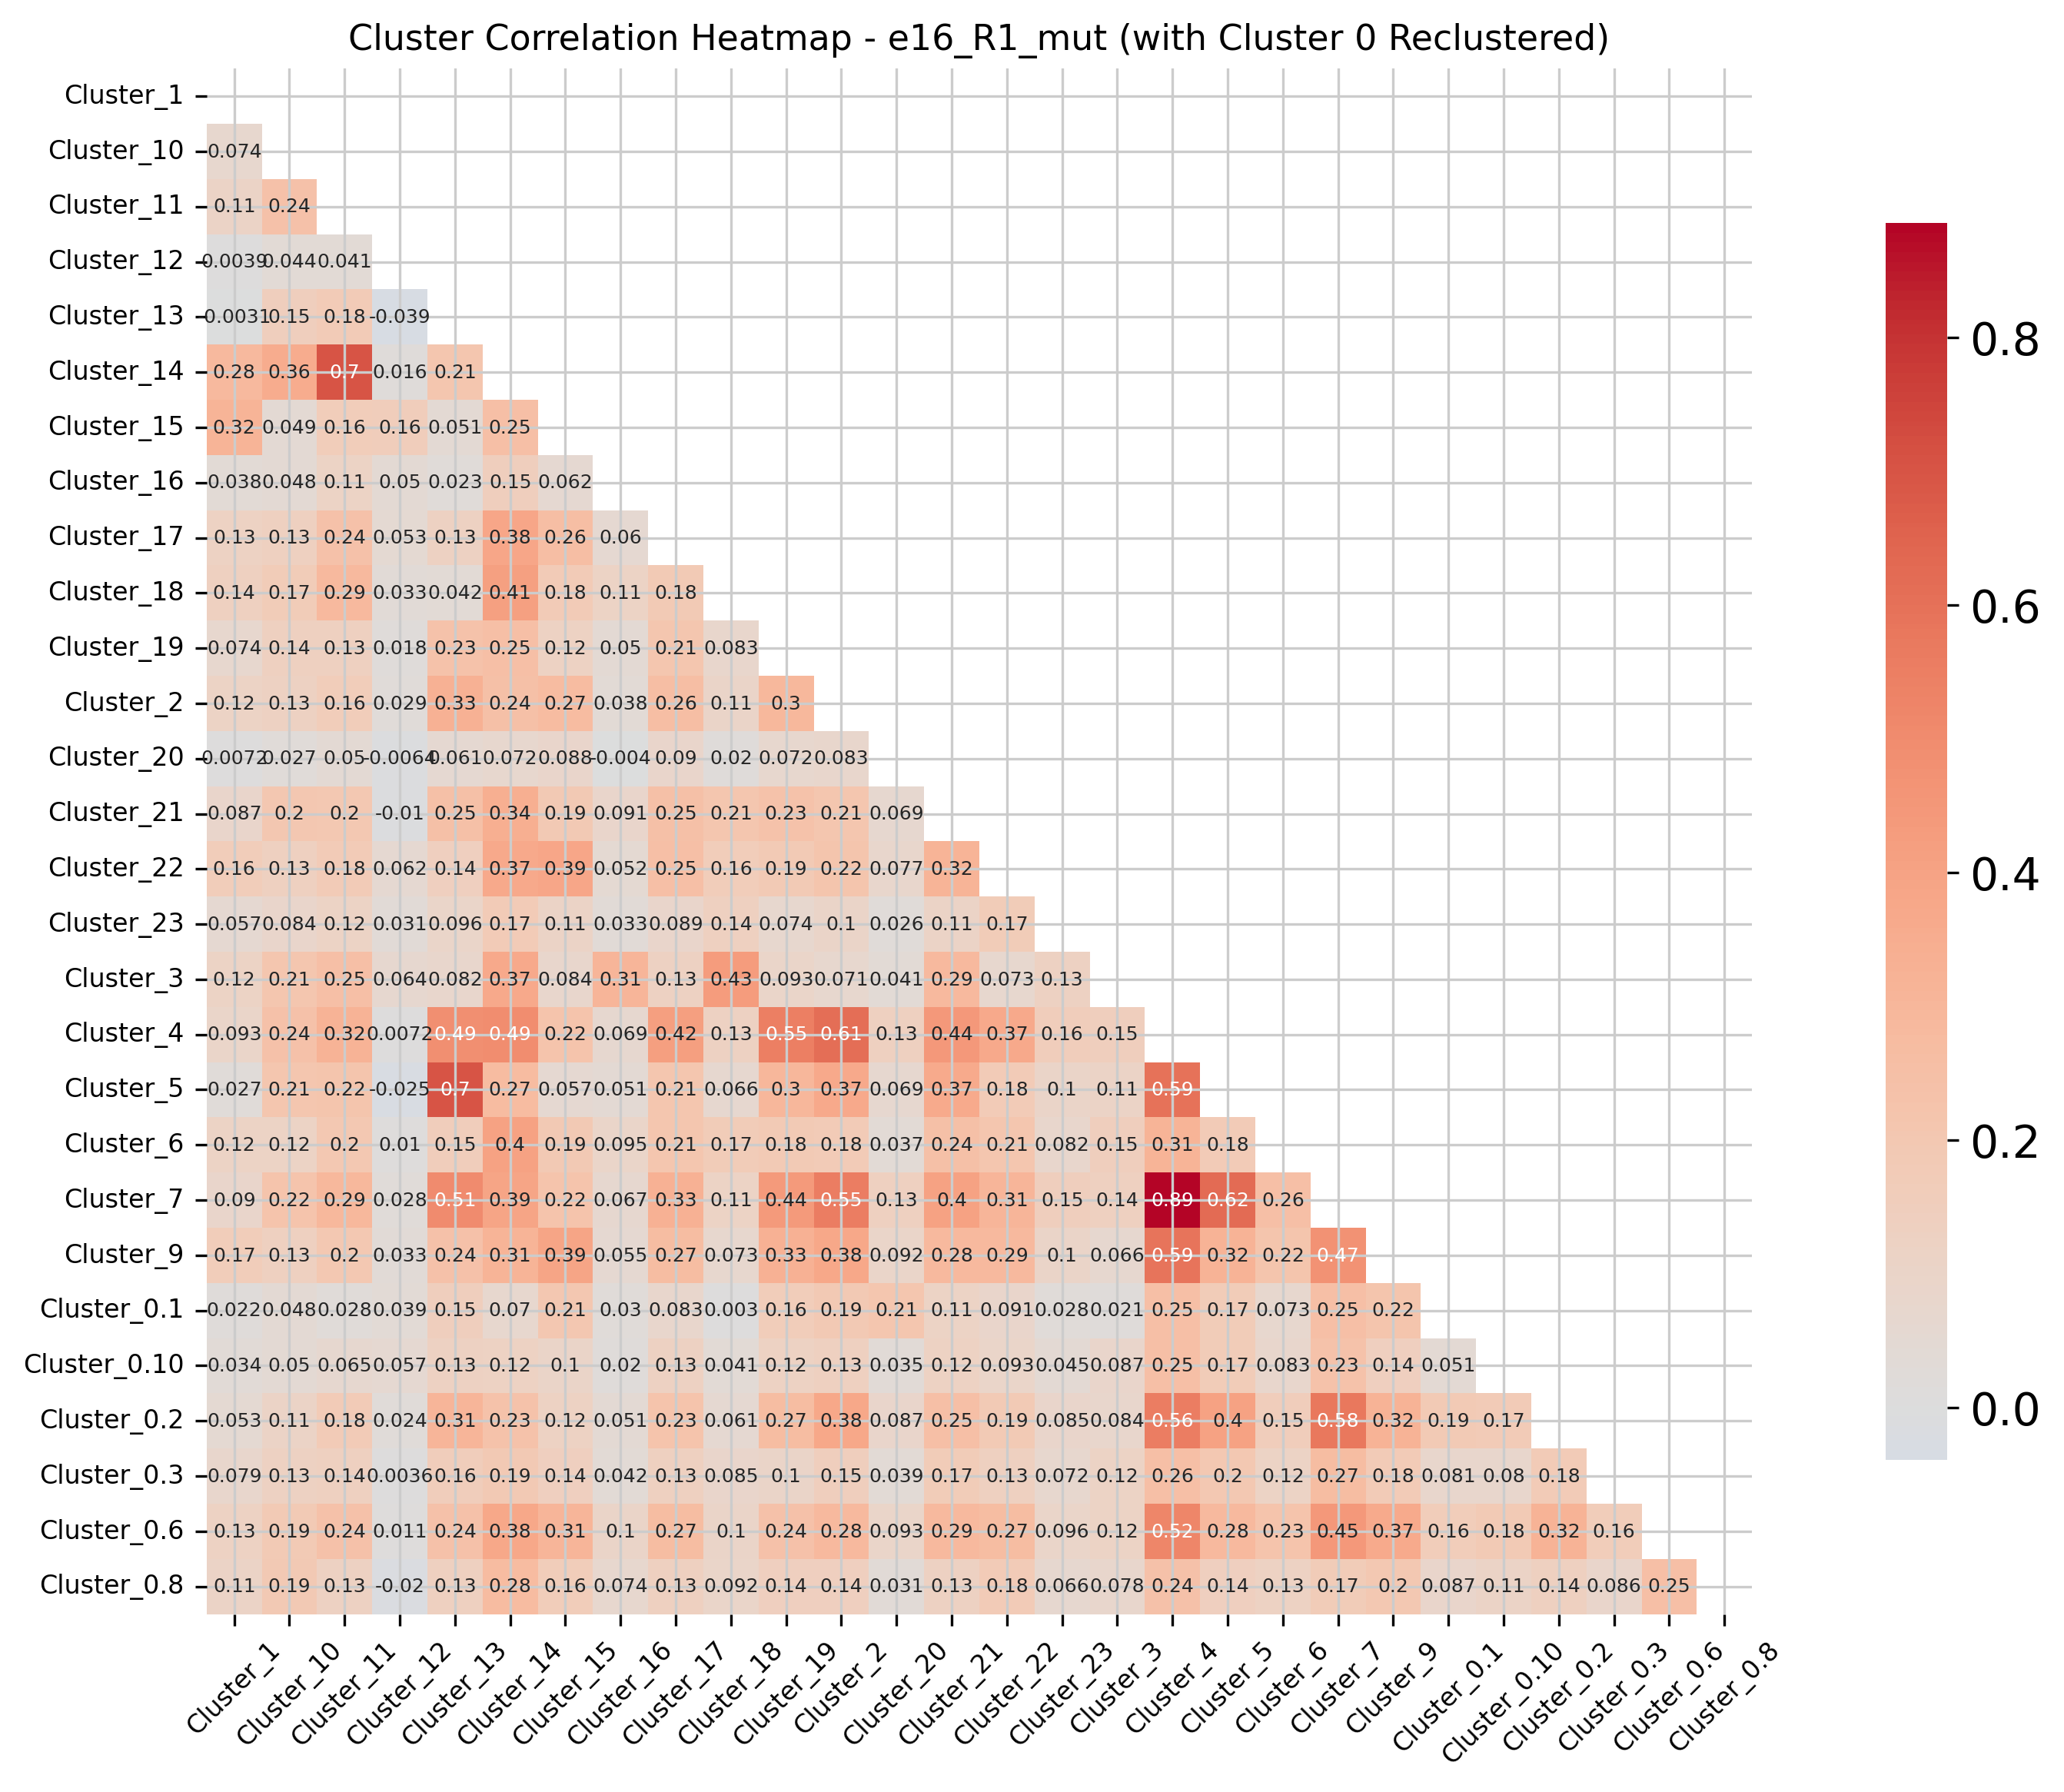 Cluster Correlation Heatmap - e16_R1_mut (with Cluster 0 Reclustered)
Cluster_1
Cluster_10 0.074
Cluster_11 0.11 0.24
Cluster_12 0.0039 0.044 0.041
Cluster_13 -0.0031 0.15 0.18 -0.039
Cluster_14 0.28 0.36 0.7 0.016 0.21
Cluster_15 0.32 0.049 0.16 0.16 0.051 0.25
Cluster_16 0.038 0.048 0.11 0.05 0.023 0.15 0.062
Cluster_17 0.13 0.13 0.24 0.053 0.13 0.38 0.26 0.06
Cluster_18 0.14 0.17 0.29 0.033 0.042 0.41 0.18 0.11 0.18
Cluster_19 0.074 0.14 0.13 0.018 0.23 0.25 0.12 0.05 0.21 0.083
Cluster_2 0.12 0.13 0.16 0.029 0.33 0.24 0.27 0.038 0.26 0.11 0.3
Cluster_20 0.027 0.05 -0.0064 0.061 0.072 0.088 -0.004 0.09 0.02 0.072 0.083
Cluster_21 0.087 0.2 0.2 -0.01 0.25 0.34 0.19 0.091 0.25 0.21 0.23 0.21 0.069
Cluster_22 0.16 0.13 0.18 0.062 0.14 0.37 0.39 0.052 0.25 0.16 0.19 0.22 0.077 0.32
Cluster_23 0.057 0.084 0.12 0.031 0.096 0.17 0.11 0.033 0.089 0.14 0.074 0.1 0.026 0.11 0.17
Cluster_3 0.12 0.21 0.25 0.064 0.082 0.37 0.084 0.31 0.13 0.43 0.093 0.071 0.041 0.29 0.073 0.13
Cluster_4 0.093 0.24 0.32 0.0072 0.49 0.49 0.22 0.069 0.42 0.13 0.55 0.61 0.13 0.44 0.37 0.16 0.15
Cluster_5 0.027 0.21 0.22 -0.025 0.7 0.27 0.057 0.051 0.21 0.066 0.3 0.37 0.069 0.37 0.18 0.1 0.11 0.59
Cluster_6 0.12 0.12 0.2 0.01 0.15 0.4 0.19 0.095 0.21 0.17 0.18 0.18 0.037 0.24 0.21 0.082 0.15 0.31 0.18
Cluster_7 0.09 0.22 0.29 0.028 0.51 0.39 0.22 0.067 0.33 0.11 0.44 0.55 0.13 0.4 0.31 0.15 0.14 0.89 0.62 0.26
Cluster_9 0.17 0.13 0.2 0.033 0.24 0.31 0.39 0.055 0.27 0.073 0.33 0.38 0.092 0.28 0.29 0.1 0.066 0.59 0.32 0.22 0.47
Cluster_0.1 0.022 0.048 0.028 0.039 0.15 0.07 0.21 0.03 0.083 0.003 0.16 0.19 0.21 0.11 0.091 0.028 0.021 0.25 0.17 0.073 0.25 0.22
Cluster_0.10 0.034 0.05 0.065 0.057 0.13 0.12 0.1 0.02 0.13 0.041 0.12 0.13 0.035 0.12 0.093 0.045 0.087 0.25 0.17 0.083 0.23 0.14 0.051
Cluster_0.2 0.053 0.11 0.18 0.024 0.31 0.23 0.12 0.051 0.23 0.061 0.27 0.38 0.087 0.25 0.19 0.085 0.084 0.56 0.4 0.15 0.58 0.32 0.19 0.17
Cluster_0.3 0.079 0.13 0.14 0.0036 0.16 0.19 0.14 0.042 0.13 0.085 0.1 0.15 0.039 0.17 0.13 0.072 0.12 0.26 0.2 0.12 0.27 0.18 0.081 0.08 0.18
Cluster_0.6 0.13 0.19 0.24 0.011 0.24 0.38 0.31 0.1 0.27 0.1 0.24 0.28 0.093 0.29 0.27 0.096 0.12 0.52 0.28 0.23 0.45 0.37 0.16 0.18 0.32 0.16
Cluster_0.8 0.11 0.19 0.13 -0.02 0.13 0.28 0.16 0.074 0.13 0.092 0.14 0.14 0.031 0.13 0.18 0.066 0.078 0.24 0.14 0.13 0.17 0.2 0.087 0.11 0.14 0.086 0.25
Cluster_1 Cluster_10 Cluster_11 Cluster_12 Cluster_13 Cluster_14 Cluster_15 Cluster_16 Cluster_17 Cluster_18 Cluster_19 Cluster_2 Cluster_20 Cluster_21 Cluster_22 Cluster_23 Cluster_3 Cluster_4 Cluster_5 Cluster_6 Cluster_7 Cluster_9 Cluster_0.1 Cluster_0.10 Cluster_0.2 Cluster_0.3 Cluster_0.6 Cluster_0.8
0.8
0.6
0.4
0.2
0.0